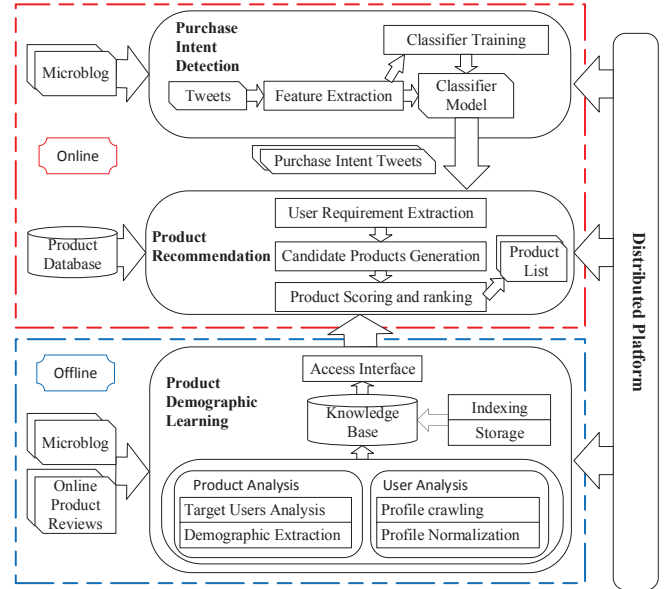 Purchase
Intent
Detection
Classifier Training
Microblog
Tweets
Feature Extraction
Classifier
Model
Online
Purchase Intent Tweets
User Requirement Extraction
Product
Database
Product
Recommendation
Candidate Products Generation
Product
List
Product Scoring and ranking
Distributed Platform
Offline
Product
Demographic
Learning
Access Interface
Knowledge
Base
Indexing
Storage
Microblog
Online
Product
Reviews
Product Analysis
Target Users Analysis
Demographic Extraction
User Analysis
Profile crawling
Profile Normalization